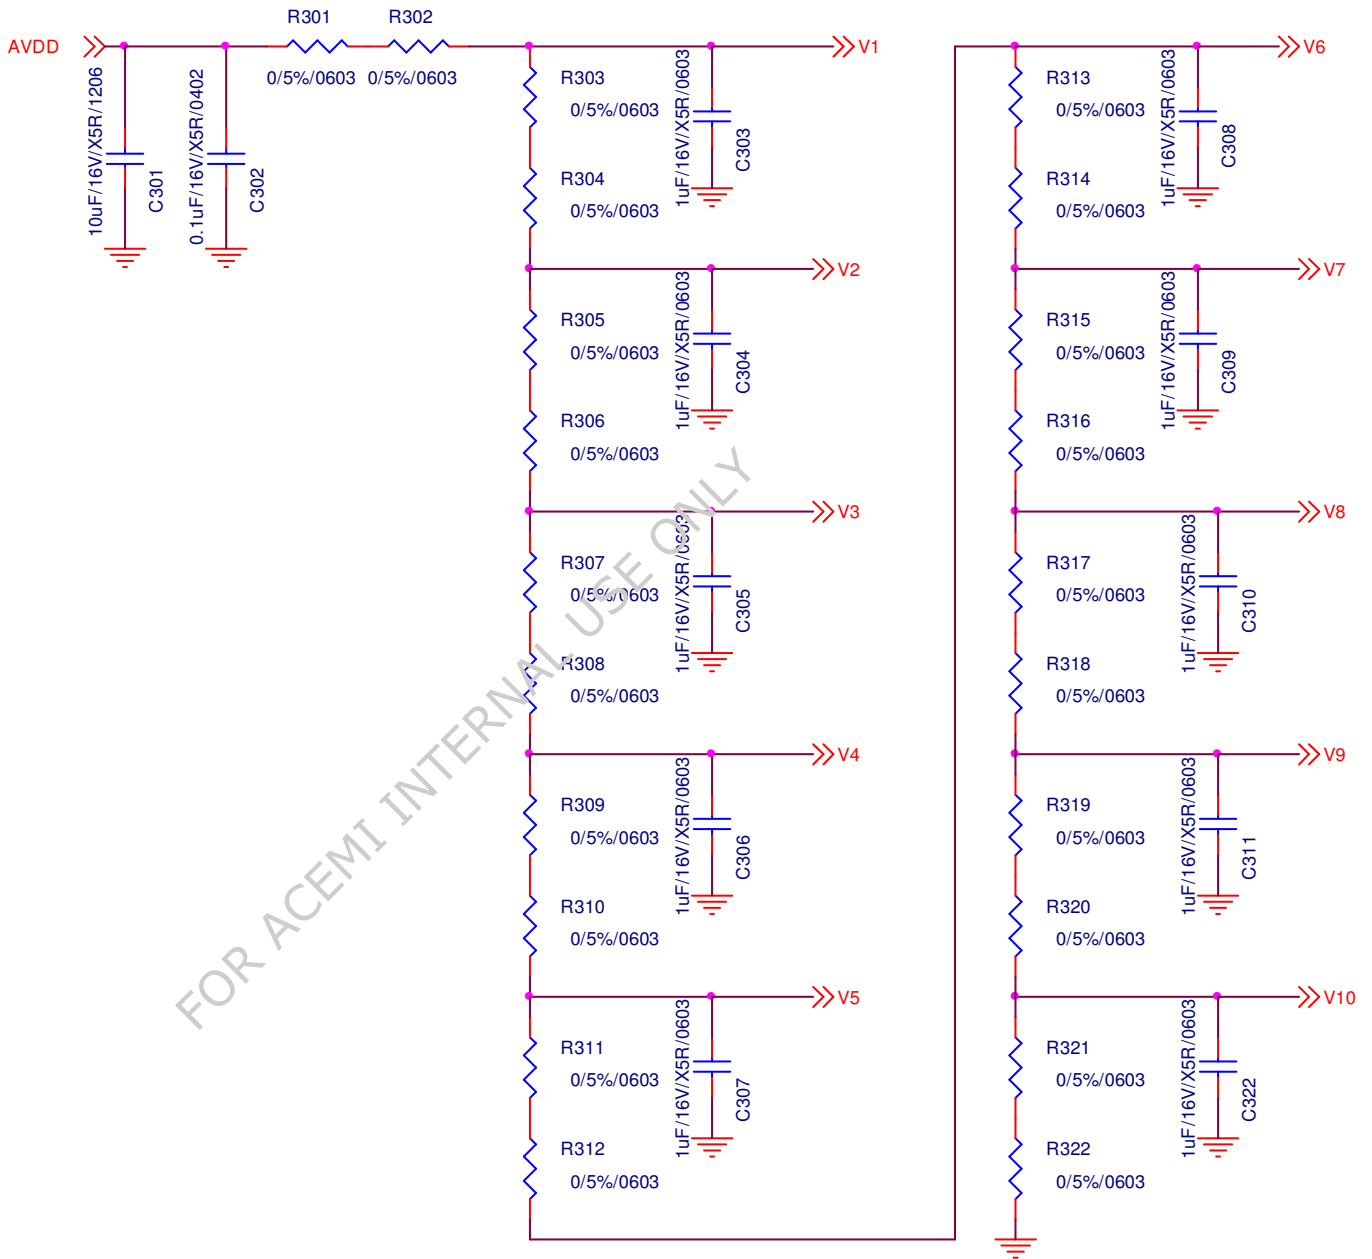 AVDD
R301
0/5%/0603
R302
0/5%/0603
10uF/16V/X5R/1206
C301
0.1uF/16V/X5R/0402
C302
V1
R303
0/5%/0603
R304
0/5%/0603
1uF/16V/X5R/0603
C303
V2
R305
0/5%/0603
R306
0/5%/0603
1uF/16V/X5R/0603
C304
V3
R307
0/5%/0603
R308
0/5%/0603
1uF/16V/X5R/0603
C305
V4
R309
0/5%/0603
R310
0/5%/0603
1uF/16V/X5R/0603
C306
V5
R311
0/5%/0603
R312
0/5%/0603
1uF/16V/X5R/0603
C307
V6
R313
0/5%/0603
R314
0/5%/0603
1uF/16V/X5R/0603
C308
V7
R315
0/5%/0603
R316
0/5%/0603
1uF/16V/X5R/0603
C309
V8
R317
0/5%/0603
R318
0/5%/0603
1uF/16V/X5R/0603
C310
V9
R319
0/5%/0603
R320
0/5%/0603
1uF/16V/X5R/0603
C311
V10
R321
0/5%/0603
R322
0/5%/0603
1uF/16V/X5R/0603
C322
FOR ACEMI INTERNAL USE ONLY